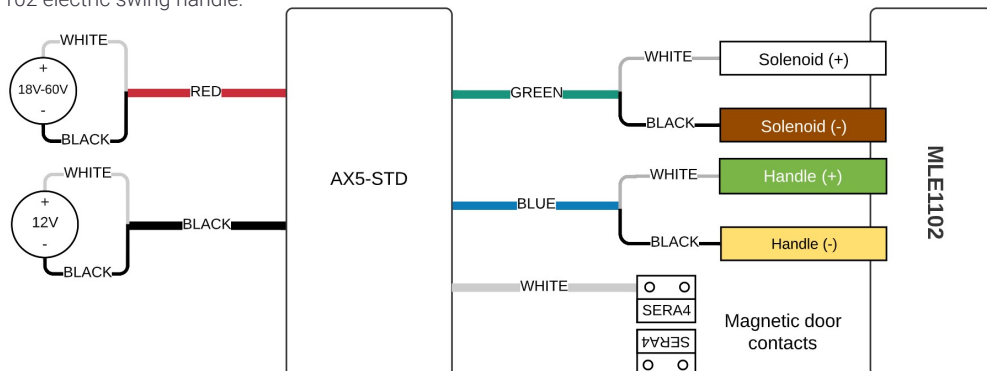 102 electric swing handle.
WHITE
+
18V-60V
-
BLACK
RED
WHITE
+
12V
-
BLACK
BLACK
AX5-STD
GREEN
WHITE
Solenoid (+)
BLACK
Solenoid (-)
BLUE
WHITE
Handle (+)
BLACK
Handle (-)
WHITE
SERA4
SERA4
Magnetic door
contacts
MLE1102